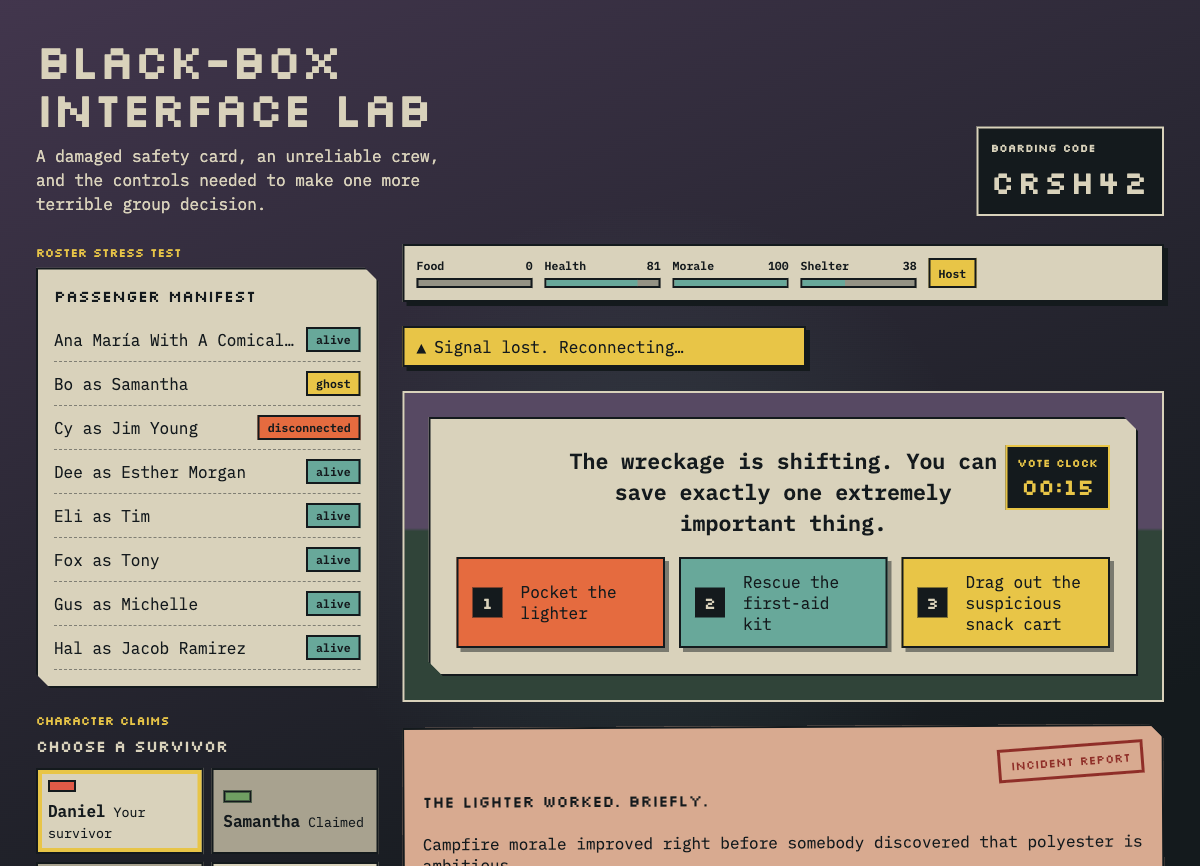 BLACK-BOX
INTERFACE LAB
A damaged safety card, an unreliable crew,
and the controls needed to make one more
terrible group decision.
BOARDING CODE
CRSH42
ROSTER STRESS TEST
PASSENGER MANIFEST
Ana María With A Comical… alive
Bo as Samantha ghost
Cy as Jim Young disconnected
Dee as Esther Morgan alive
Eli as Tim alive
Fox as Tony alive
Gus as Michelle alive
Hal as Jacob Ramirez alive
CHARACTER CLAIMS
CHOOSE A SURVIVOR
Daniel Your
survivor
Samantha Claimed
Food 0 Health 81 Morale 100 Shelter 38 Host
▲ Signal lost. Reconnecting…
The wreckage is shifting. You can
save exactly one extremely
important thing.
VOTE CLOCK
00:15
1 Pocket the
lighter
2 Rescue the
first-aid
kit
3 Drag out the
suspicious
snack cart
INCIDENT REPORT
THE LIGHTER WORKED. BRIEFLY.
Campfire morale improved right before somebody discovered that polyester is
ambitious.